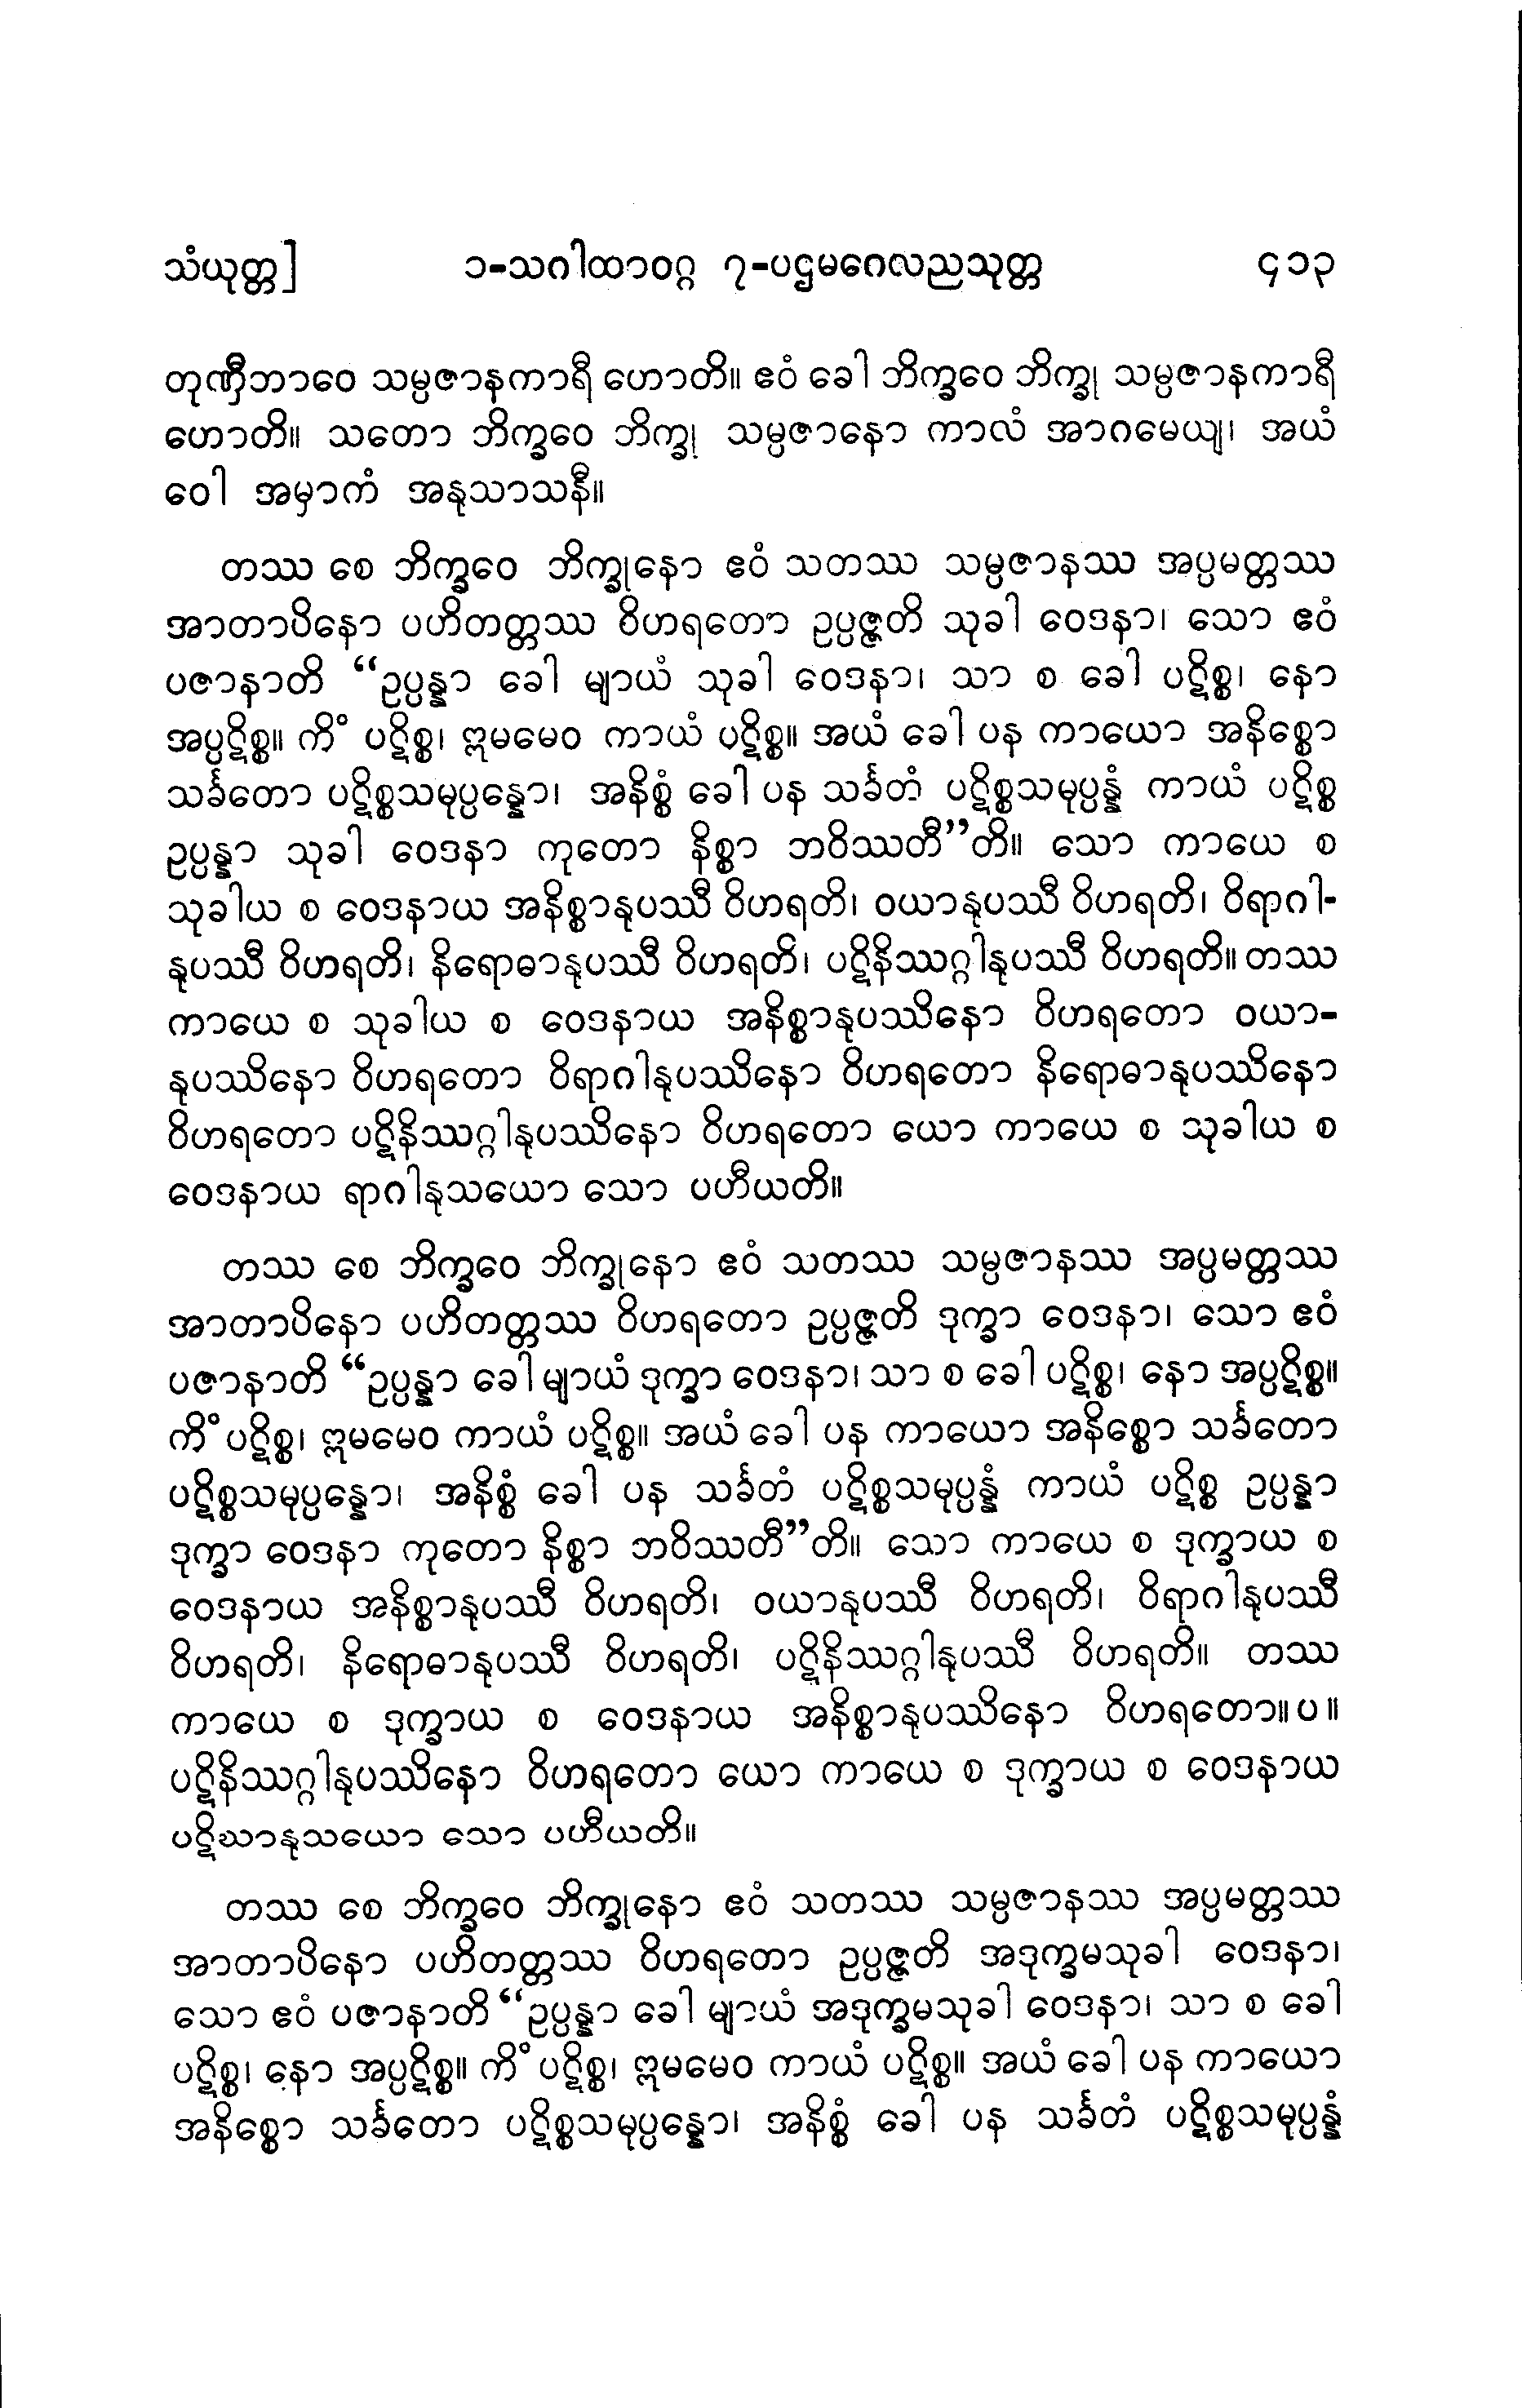 သံယုတ္တ]	၁-သဂါထာဝဂ္ဂ ၇-ပဌမဂေလညသုတ္တ	၄၁၃
တုဏှီဘာဝေ သမ္ပဇာနကာရီ ဟောတိ။ ဧဝံ ခေါ ဘိက္ခဝေ ဘိက္ခု သမ္ပဇာနကာရီ
ဟောတိ။ သတော ဘိက္ခဝေ ဘိက္ခု သမ္ပဇာနော ကာလံ အာဂမေယျ၊ အယံ
ဝေါ အမှာကံ အနုသာသနီ။
တဿ စေ ဘိက္ခဝေ ဘိက္ခုနော ဧဝံ သတဿ သမ္ပဇာနဿ အပ္ပမတ္တဿ
အာတာပိနော ပဟိတတ္တဿ ဝိဟရတော ဥပ္ပဇ္ဇတိ သုခါ ဝေဒနာ၊ သော ဧဝံ
ပဇာနာတိ “ဥပ္ပန္နာ ခေါ မျာယံ သုခါ ဝေဒနာ၊ သာ စ ခေါ ပဋိစ္စ၊ နော
အပ္ပဋိစ္စ။ ကိံ ပဋိစ္စ၊ ဣမမေဝ ကာယံ ပဋိစ္စ။ အယံ ခေါ ပန ကာယော အနိစ္စော
သင်္ခတော ပဋိစ္စသမုပ္ပန္နော၊ အနိစ္စံ ခေါ ပန သင်္ခတံ ပဋိစ္စသမုပ္ပန္နံ ကာယံ ပဋိစ္စ
ဥပ္ပန္နာ သုခါ ဝေဒနာ ကုတော နိစ္စာ ဘဝိဿတီ”တိ။ သော ကာယေ စ
သုခါယ စ ဝေဒနာယ အနိစ္စာနုပဿီ ဝိဟရတိ၊ ဝယာနုပဿီ ဝိဟရတိ၊ ဝိရာဂါ-
နုပဿီ ဝိဟရတိ၊ နိရောဓာနုပဿီ ဝိဟရတိ၊ ပဋိနိဿဂ္ဂါနုပဿီ ဝိဟရတိ။ တဿ
ကာယေ စ သုခါယ စ ဝေဒနာယ အနိစ္စာနုပဿိနော ဝိဟရတော ဝယာ-
နုပဿိနော ဝိဟရတော ဝိရာဂါနုပဿိနော ဝိဟရတော နိရောဓာနုပဿိနော
ဝိဟရတော ပဋိနိဿဂ္ဂါနုပဿိနော ဝိဟရတော ယော ကာယေ စ သုခါယ စ
ဝေဒနာယ ရာဂါနုသယော သော ပဟီယတိ။
တဿ စေ ဘိက္ခဝေ ဘိက္ခုနော ဧဝံ သတဿ သမ္ပဇာနဿ အပ္ပမတ္တဿ
အာတာပိနော ပဟိတတ္တဿ ဝိဟရတော ဥပ္ပဇ္ဇတိ ဒုက္ခာ ဝေဒနာ၊ သော ဧဝံ
ပဇာနာတိ “ဥပ္ပန္နာ ခေါ မျာယံ ဒုက္ခာ ဝေဒနာ၊ သာ စ ခေါ ပဋိစ္စ၊ နော အပ္ပဋိစ္စ။
ကိံ ပဋိစ္စ၊ ဣမမေဝ ကာယံ ပဋိစ္စ။ အယံ ခေါ ပန ကာယော အနိစ္စော သင်္ခတော
ပဋိစ္စသမုပ္ပန္နော၊ အနိစ္စံ ခေါ ပန သင်္ခတံ ပဋိစ္စသမုပ္ပန္နံ ကာယံ ပဋိစ္စ ဥပ္ပန္နာ
ဒုက္ခာ ဝေဒနာ ကုတော နိစ္စာ ဘဝိဿတီ”တိ။ သော ကာယေ စ ဒုက္ခာယ စ
ဝေဒနာယ အနိစ္စာနုပဿီ ဝိဟရတိ၊ ဝယာနုပဿီ ဝိဟရတိ၊ ဝိရာဂါနုပဿီ
ဝိဟရတိ၊ နိရောဓာနုပဿီ ဝိဟရတိ၊ ပဋိနိဿဂ္ဂါနုပဿီ ဝိဟရတိ။ တဿ
ကာယေ စ ဒုက္ခာယ စ ဝေဒနာယ အနိစ္စာနုပဿိနော ဝိဟရတော။ပ။
ပဋိနိဿဂ္ဂါနုပဿိနော ဝိဟရတော ယော ကာယေ စ ဒုက္ခာယ စ ဝေဒနာယ
ပဋိဃာနုသယော သော ပဟီယတိ။
တဿ စေ ဘိက္ခဝေ ဘိက္ခုနော ဧဝံ သတဿ သမ္ပဇာနဿ အပ္ပမတ္တဿ
အာတာပိနော ပဟိတတ္တဿ ဝိဟရတော ဥပ္ပဇ္ဇတိ အဒုက္ခမသုခါ ဝေဒနာ၊
သော ဧဝံ ပဇာနာတိ “ဥပ္ပန္နာ ခေါ မျာယံ အဒုက္ခမသုခါ ဝေဒနာ၊ သာ စ ခေါ
ပဋိစ္စ၊ နော အပ္ပဋိစ္စ။ ကိံ ပဋိစ္စ၊ ဣမမေဝ ကာယံ ပဋိစ္စ။ အယံ ခေါ ပန ကာယော
အနိစ္စော သင်္ခတော ပဋိစ္စသမုပ္ပန္နော၊ အနိစ္စံ ခေါ ပန သင်္ခတံ ပဋိစ္စသမုပ္ပန္နံ